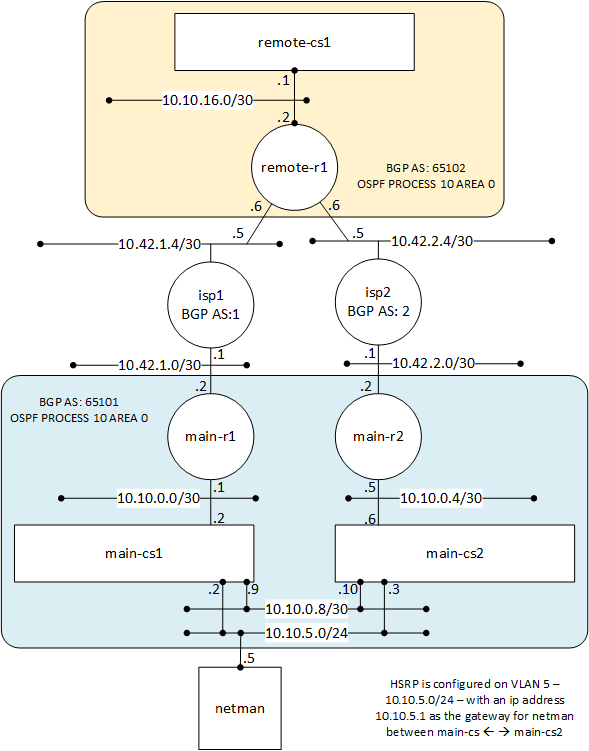 remote-cs1
.1
10.10.16.0/30
.2
remote-r1
BGP AS: 65102
OSPF PROCESS 10 AREA 0
.6
.6
.5
.5
10.42.1.4/30
10.42.2.4/30
isp1
BGP AS:1
isp2
BGP AS: 2
.1
.1
10.42.1.0/30
10.42.2.0/30
.2
.2
BGP AS: 65101
OSPF PROCESS 10 AREA 0
main-r1
main-r2
.1
.5
10.10.0.0/30
10.10.0.4/30
.2
.6
main-cs1
main-cs2
.2
.9
.10
.3
10.10.0.8/30
10.10.5.0/24
.5
netman
HSRP is configured on VLAN 5 –
10.10.5.0/24 – with an ip address
10.10.5.1 as the gateway for netman
between main-cs ← → main-cs2